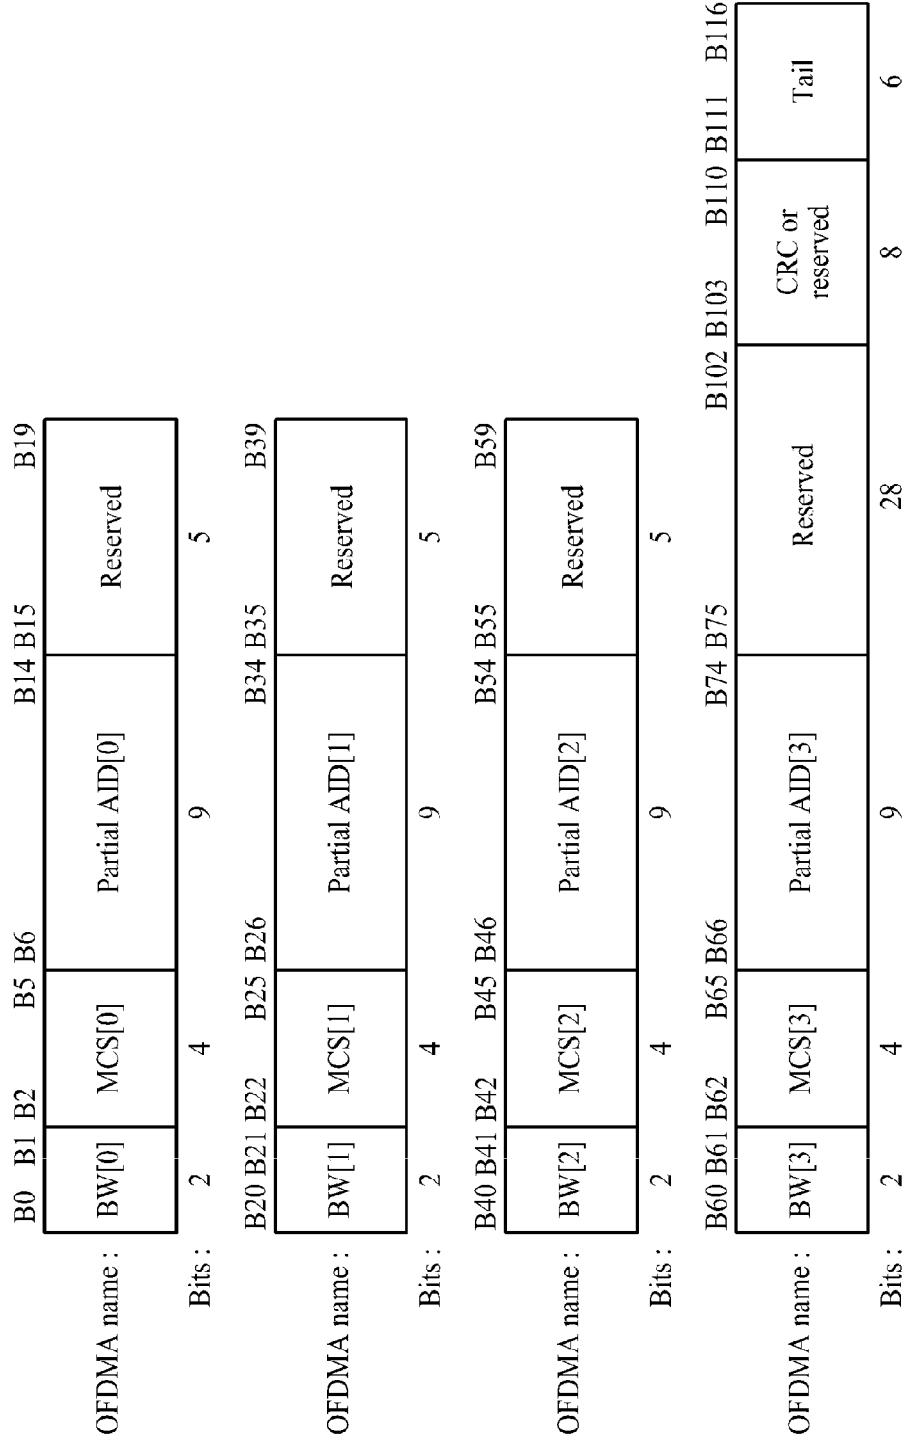 B0 B1 B2 B5 B6 B14 B15 B19
OFDMA name : BW[0] MCS[0] Partial AID[0] Reserved
Bits : 2 4 9 5
B20 B21 B22 B25 B26 B34 B35 B39
OFDMA name : BW[1] MCS[1] Partial AID[1] Reserved
Bits : 2 4 9 5
B40 B41 B42 B45 B46 B54 B55 B59
OFDMA name : BW[2] MCS[2] Partial AID[2] Reserved
Bits : 2 4 9 5
B60 B61 B62 B65 B66 B74 B75 B102 B103 B110 B111 B116
OFDMA name : BW[3] MCS[3] Partial AID[3] Reserved CRC or reserved Tail
Bits : 2 4 9 28 8 6